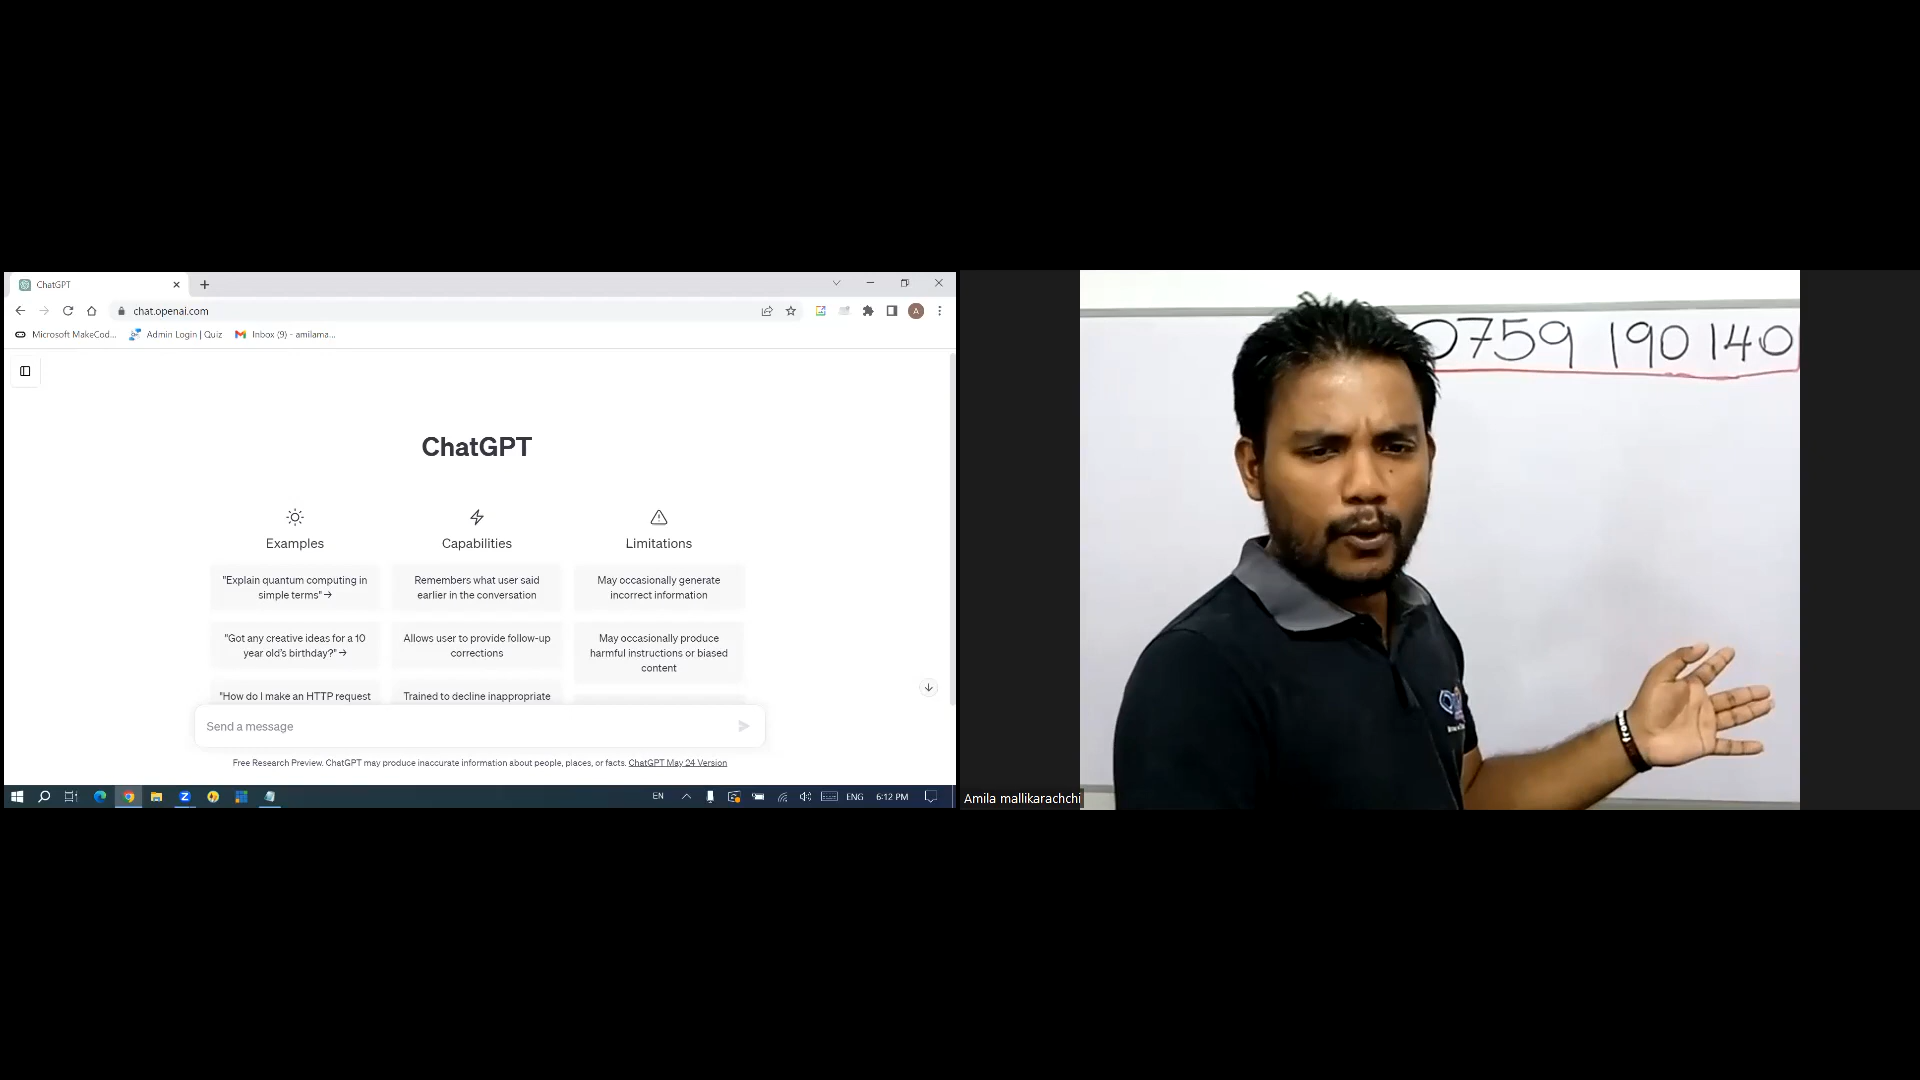 ChatGPT
chat.openai.com
Microsoft MakeCod...
Admin Login | Quiz
Inbox (9) - amilama...
ChatGPT
Examples
Capabilities
Limitations
"Explain quantum computing in
simple terms" →
Remembers what user said
earlier in the conversation
May occasionally generate
incorrect information
"Got any creative ideas for a 10
year old's birthday?" →
Allows user to provide follow-up
corrections
May occasionally produce
harmful instructions or biased
content
"How do I make an HTTP request
Trained to decline inappropriate
Send a message
Free Research Preview. ChatGPT may produce inaccurate information about people, places, or facts. ChatGPT May 24 Version
EN
ENG
6:12 PM
A
0759 190 140
Amila mallikarachchi